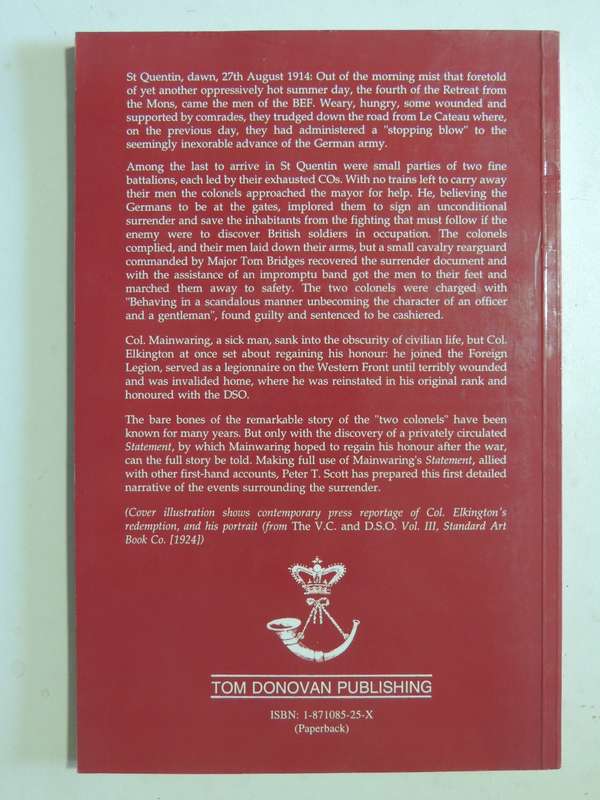 St Quentin, dawn, 27th August 1914: Out of the morning mist that foretold
of yet another oppressively hot summer day, the fourth of the Retreat from
the Mons, came the men of the BEF. Weary, hungry, some wounded and
supported by comrades, they trudged down the road from Le Cateau where,
on the previous day, they had administered a "stopping blow" to the
seemingly inexorable advance of the German army.
Among the last to arrive in St Quentin were small parties of two fine
battalions, each led by their exhausted COs. With no trains left to carry away
their men the colonels approached the mayor for help. He, believing the
Germans to be at the gates, implored them to sign an unconditional
surrender and save the inhabitants from the fighting that must follow if the
enemy were to discover British soldiers in occupation. The colonels
complied, and their men laid down their arms, but a small cavalry rearguard
commanded by Major Tom Bridges recovered the surrender document and
with the assistance of an impromptu band got the men to their feet and
marched them away to safety. The two colonels were charged with
"Behaving in a scandalous manner unbecoming the character of an officer
and a gentleman", found guilty and sentenced to be cashiered.
Col. Mainwaring, a sick man, sank into the obscurity of civilian life, but Col.
Elkington at once set about regaining his honour: he joined the Foreign
Legion, served as a legionnaire on the Western Front until terribly wounded
and was invalided home, where he was reinstated in his original rank and
honoured with the DSO.
The bare bones of the remarkable story of the "two colonels" have been
known for many years. But only with the discovery of a privately circulated
Statement, by which Mainwaring hoped to regain his honour after the war,
can the full story be told. Making full use of Mainwaring's Statement, allied
with other first-hand accounts, Peter T. Scott has prepared this first detailed
narrative of the events surrounding the surrender.
(Cover illustration shows contemporary press reportage of Col. Elkington's
redemption, and his portrait (from The V.C. and D.S.O. Vol. III, Standard Art
Book Co. [1924])
TOM DONOVAN PUBLISHING
ISBN: 1-871085-25-X
(Paperback)